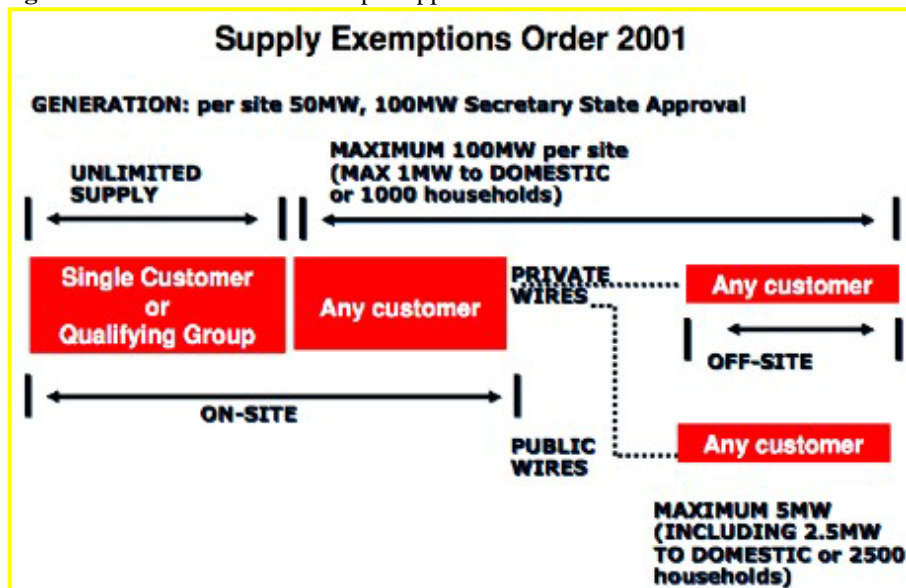 Supply Exemptions Order 2001
GENERATION: per site 50MW, 100MW Secretary State Approval
UNLIMITED
SUPPLY
MAXIMUM 100MW per site
(MAX 1MW to DOMESTIC
or 1000 households)
Single Customer
or
Qualifying Group
Any customer
PRIVATE
WIRES
Any customer
OFF-SITE
ON-SITE
PUBLIC
WIRES
Any customer
MAXIMUM 5MW
(INCLUDING 2.5MW
TO DOMESTIC or 2500
households)